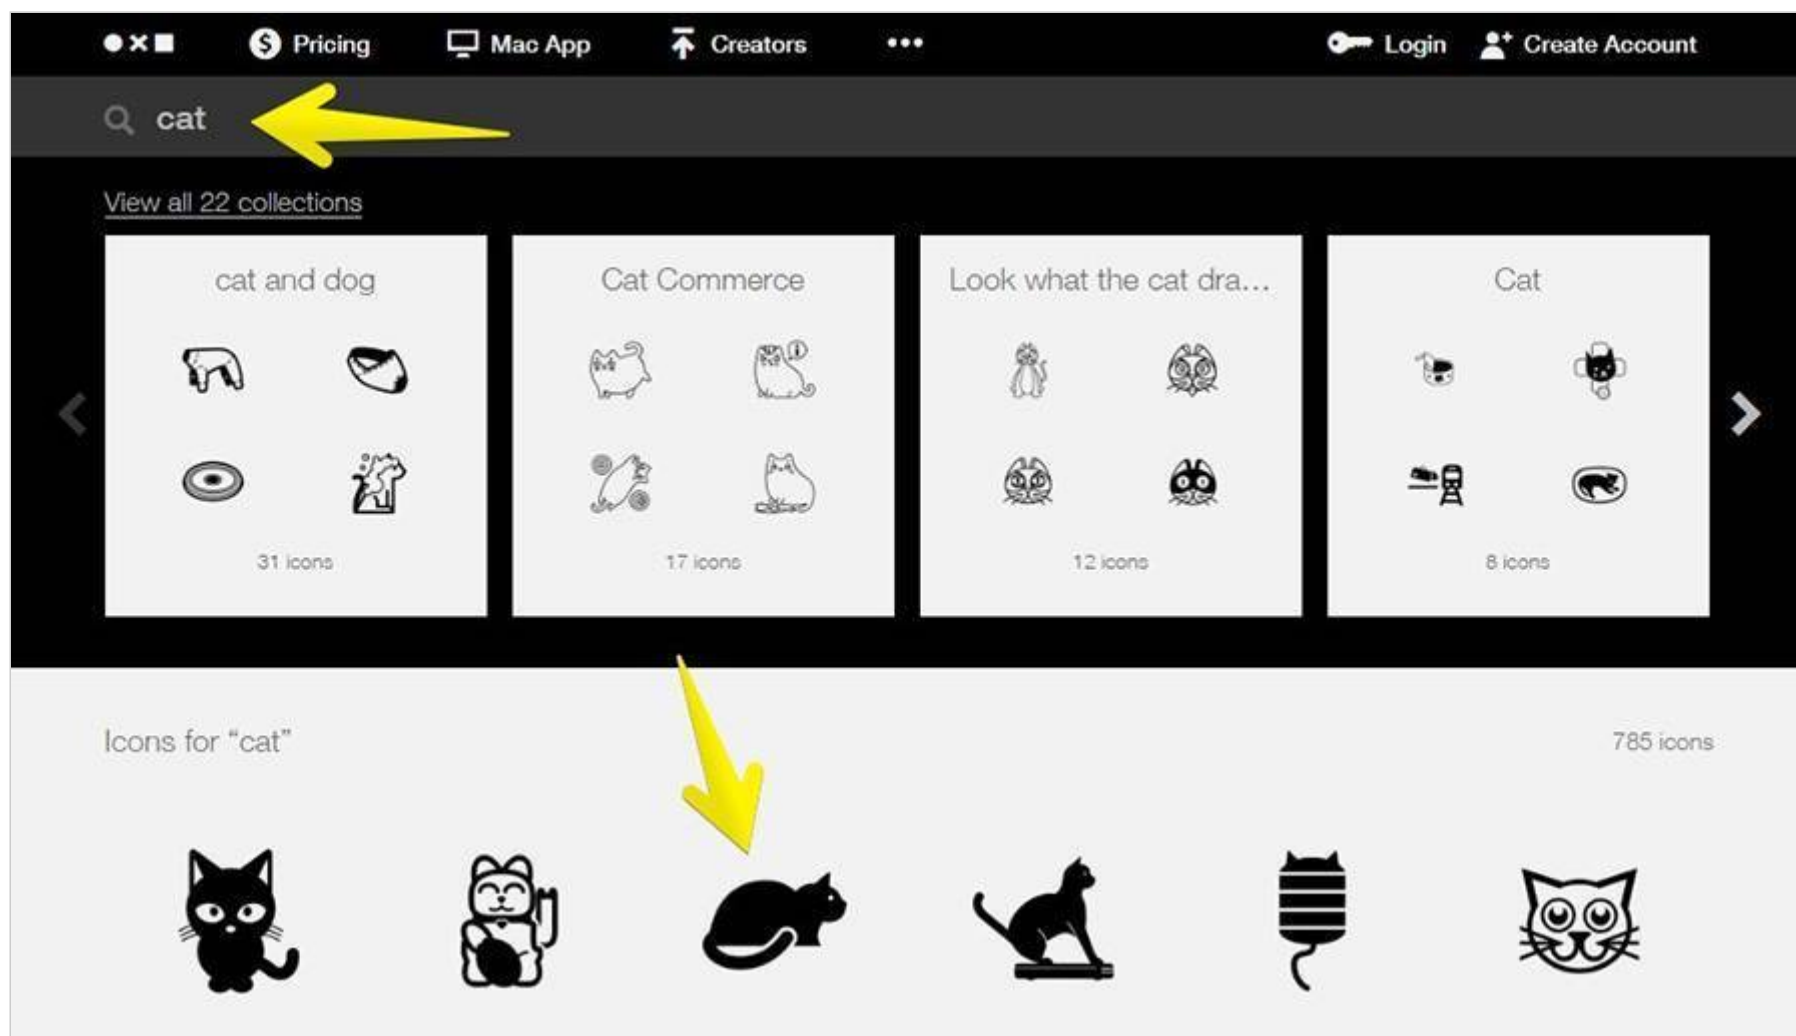 Pricing
Mac App
Creators
Login
Create Account
cat
View all 22 collections
cat and dog
Cat Commerce
Look what the cat dra...
Cat
31 icons
17 icons
12 icons
8 icons
Icons for “cat”
785 icons